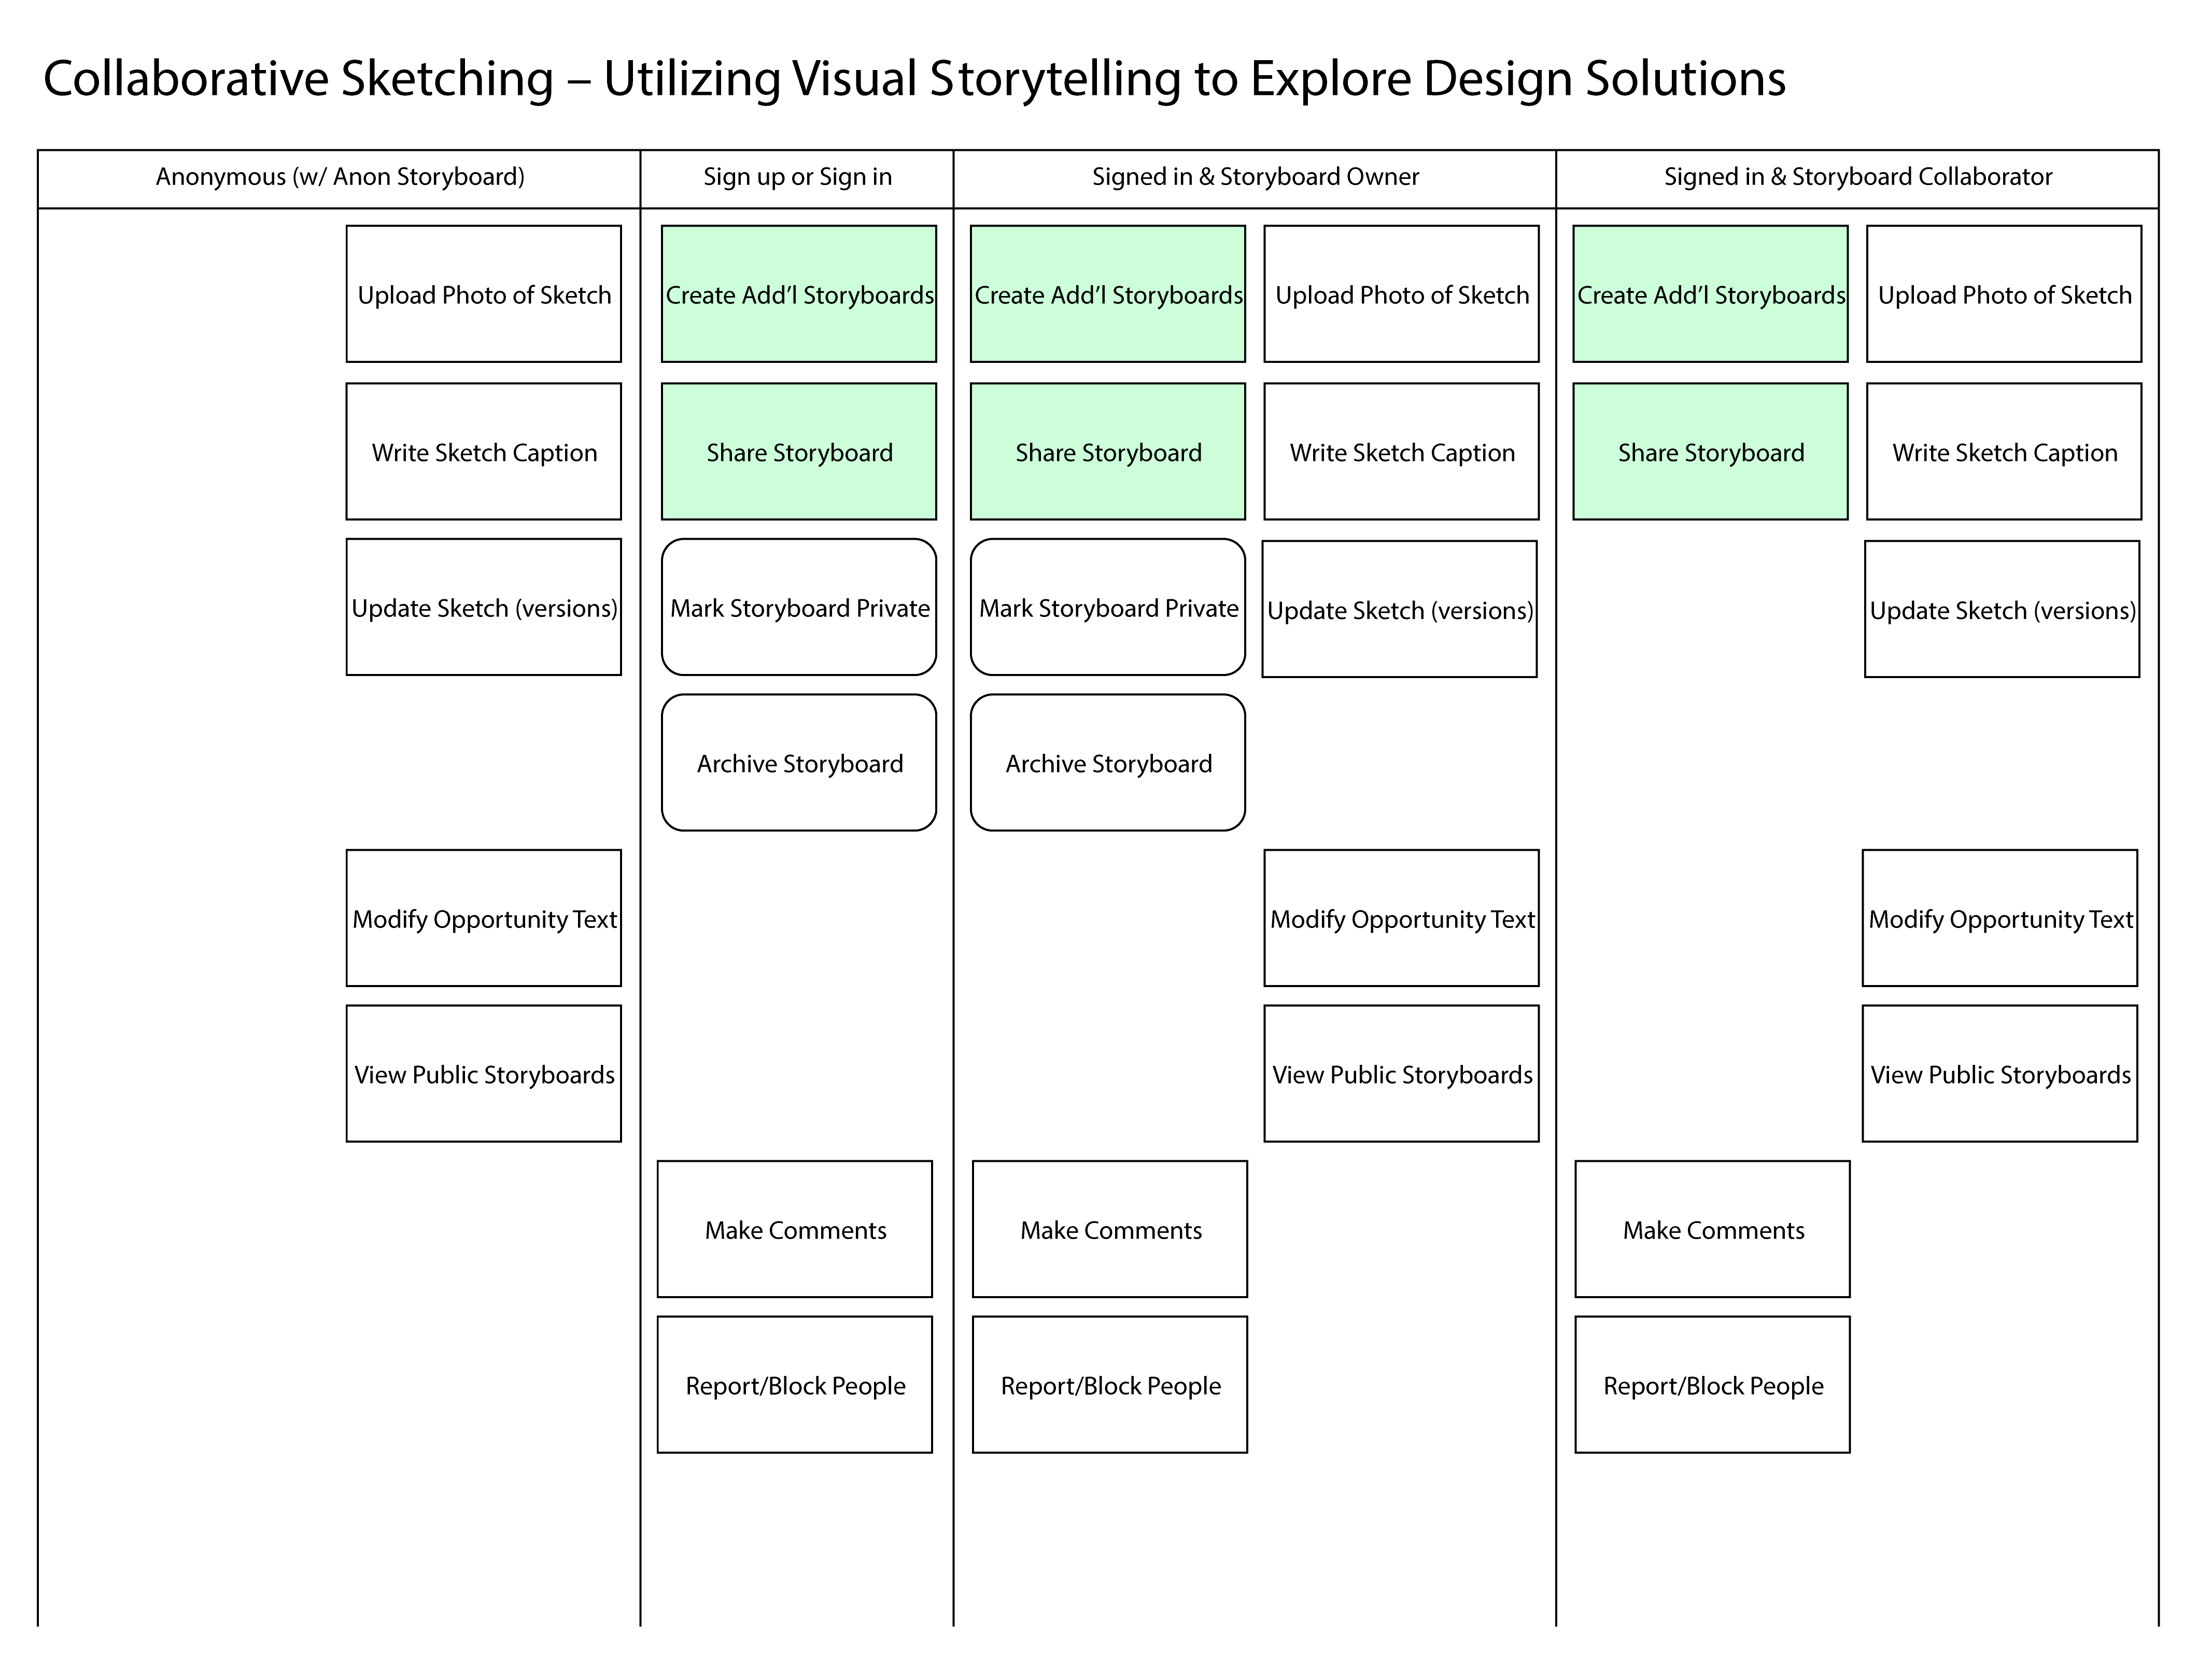 Collaborative Sketching – Utilizing Visual Storytelling to Explore Design Solutions
Anonymous (w/ Anon Storyboard)
Sign up or Sign in
Signed in & Storyboard Owner
Signed in & Storyboard Collaborator
Upload Photo of Sketch
Create Add’l Storyboards
Create Add’l Storyboards
Upload Photo of Sketch
Create Add’l Storyboards
Upload Photo of Sketch
Write Sketch Caption
Share Storyboard
Share Storyboard
Write Sketch Caption
Share Storyboard
Write Sketch Caption
Update Sketch (versions)
Mark Storyboard Private
Mark Storyboard Private
Update Sketch (versions)
Update Sketch (versions)
Archive Storyboard
Archive Storyboard
Modify Opportunity Text
Modify Opportunity Text
Modify Opportunity Text
View Public Storyboards
View Public Storyboards
View Public Storyboards
Make Comments
Make Comments
Make Comments
Report/Block People
Report/Block People
Report/Block People